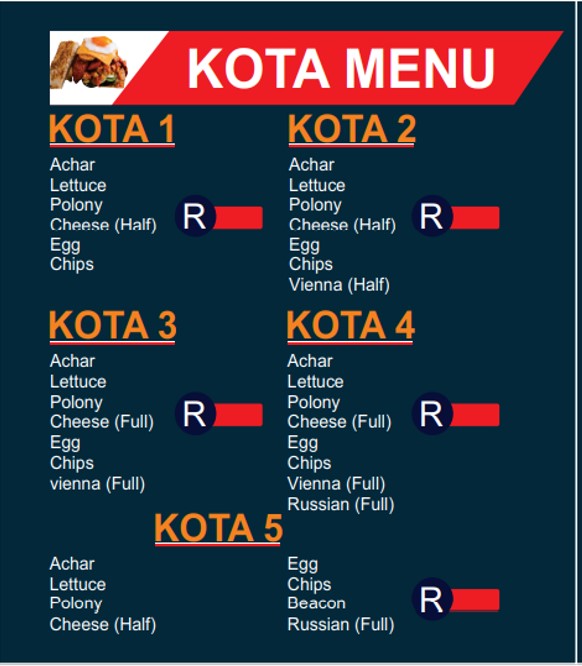 KOTA MENU
KOTA 1
Achar
Lettuce
Polony
Cheese (Half)
Egg
Chips
R
KOTA 2
Achar
Lettuce
Polony
Cheese (Half)
Egg
Chips
Vienna (Half)
R
KOTA 3
Achar
Lettuce
Polony
Cheese (Full)
Egg
Chips
vienna (Full)
R
KOTA 4
Achar
Lettuce
Polony
Cheese (Full)
Egg
Chips
Vienna (Full)
Russian (Full)
R
KOTA 5
Achar
Lettuce
Polony
Cheese (Half)
Egg
Chips
Beacon
Russian (Full)
R